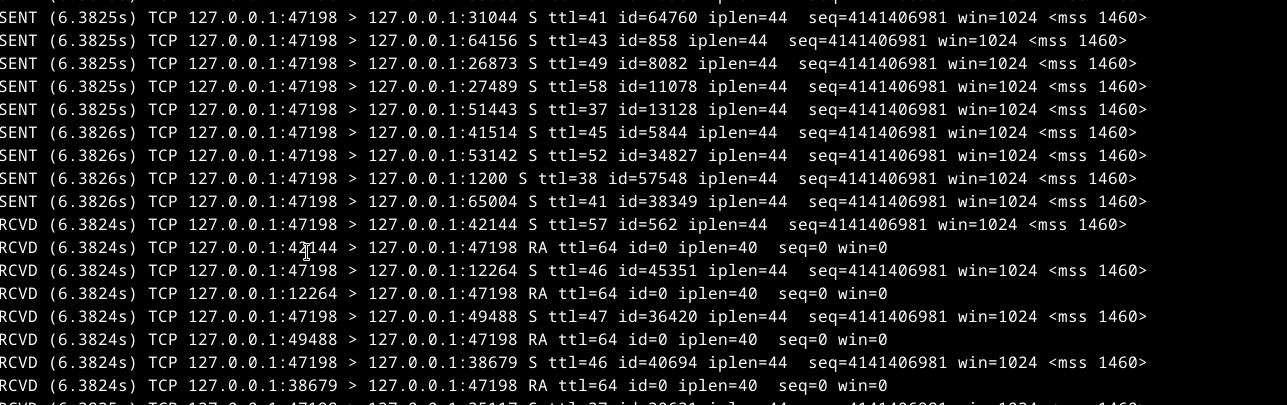 SENT (6.3825s) TCP 127.0.0.1:47198 > 127.0.0.1:31044 S ttl=41 id=64760 iplen=44  seq=4141406981 win=1024 <mss 1460>
SENT (6.3825s) TCP 127.0.0.1:47198 > 127.0.0.1:64156 S ttl=43 id=858 iplen=44  seq=4141406981 win=1024 <mss 1460>
SENT (6.3825s) TCP 127.0.0.1:47198 > 127.0.0.1:26873 S ttl=49 id=8082 iplen=44  seq=4141406981 win=1024 <mss 1460>
SENT (6.3825s) TCP 127.0.0.1:47198 > 127.0.0.1:27489 S ttl=58 id=11078 iplen=44  seq=4141406981 win=1024 <mss 1460>
SENT (6.3825s) TCP 127.0.0.1:47198 > 127.0.0.1:51443 S ttl=37 id=13128 iplen=44  seq=4141406981 win=1024 <mss 1460>
SENT (6.3826s) TCP 127.0.0.1:47198 > 127.0.0.1:41514 S ttl=45 id=5844 iplen=44  seq=4141406981 win=1024 <mss 1460>
SENT (6.3826s) TCP 127.0.0.1:47198 > 127.0.0.1:53142 S ttl=52 id=34827 iplen=44  seq=4141406981 win=1024 <mss 1460>
SENT (6.3826s) TCP 127.0.0.1:47198 > 127.0.0.1:1200 S ttl=38 id=57548 iplen=44  seq=4141406981 win=1024 <mss 1460>
SENT (6.3826s) TCP 127.0.0.1:47198 > 127.0.0.1:65004 S ttl=41 id=38349 iplen=44  seq=4141406981 win=1024 <mss 1460>
RCVD (6.3824s) TCP 127.0.0.1:47198 > 127.0.0.1:42144 S ttl=57 id=562 iplen=44  seq=4141406981 win=1024 <mss 1460>
RCVD (6.3824s) TCP 127.0.0.1:42144 > 127.0.0.1:47198 RA ttl=64 id=0 iplen=40  seq=0 win=0
RCVD (6.3824s) TCP 127.0.0.1:47198 > 127.0.0.1:12264 S ttl=46 id=45351 iplen=44  seq=4141406981 win=1024 <mss 1460>
RCVD (6.3824s) TCP 127.0.0.1:12264 > 127.0.0.1:47198 RA ttl=64 id=0 iplen=40  seq=0 win=0
RCVD (6.3824s) TCP 127.0.0.1:47198 > 127.0.0.1:49488 S ttl=47 id=36420 iplen=44  seq=4141406981 win=1024 <mss 1460>
RCVD (6.3824s) TCP 127.0.0.1:49488 > 127.0.0.1:47198 RA ttl=64 id=0 iplen=40  seq=0 win=0
RCVD (6.3824s) TCP 127.0.0.1:47198 > 127.0.0.1:38679 S ttl=46 id=40694 iplen=44  seq=4141406981 win=1024 <mss 1460>
RCVD (6.3824s) TCP 127.0.0.1:38679 > 127.0.0.1:47198 RA ttl=64 id=0 iplen=40  seq=0 win=0